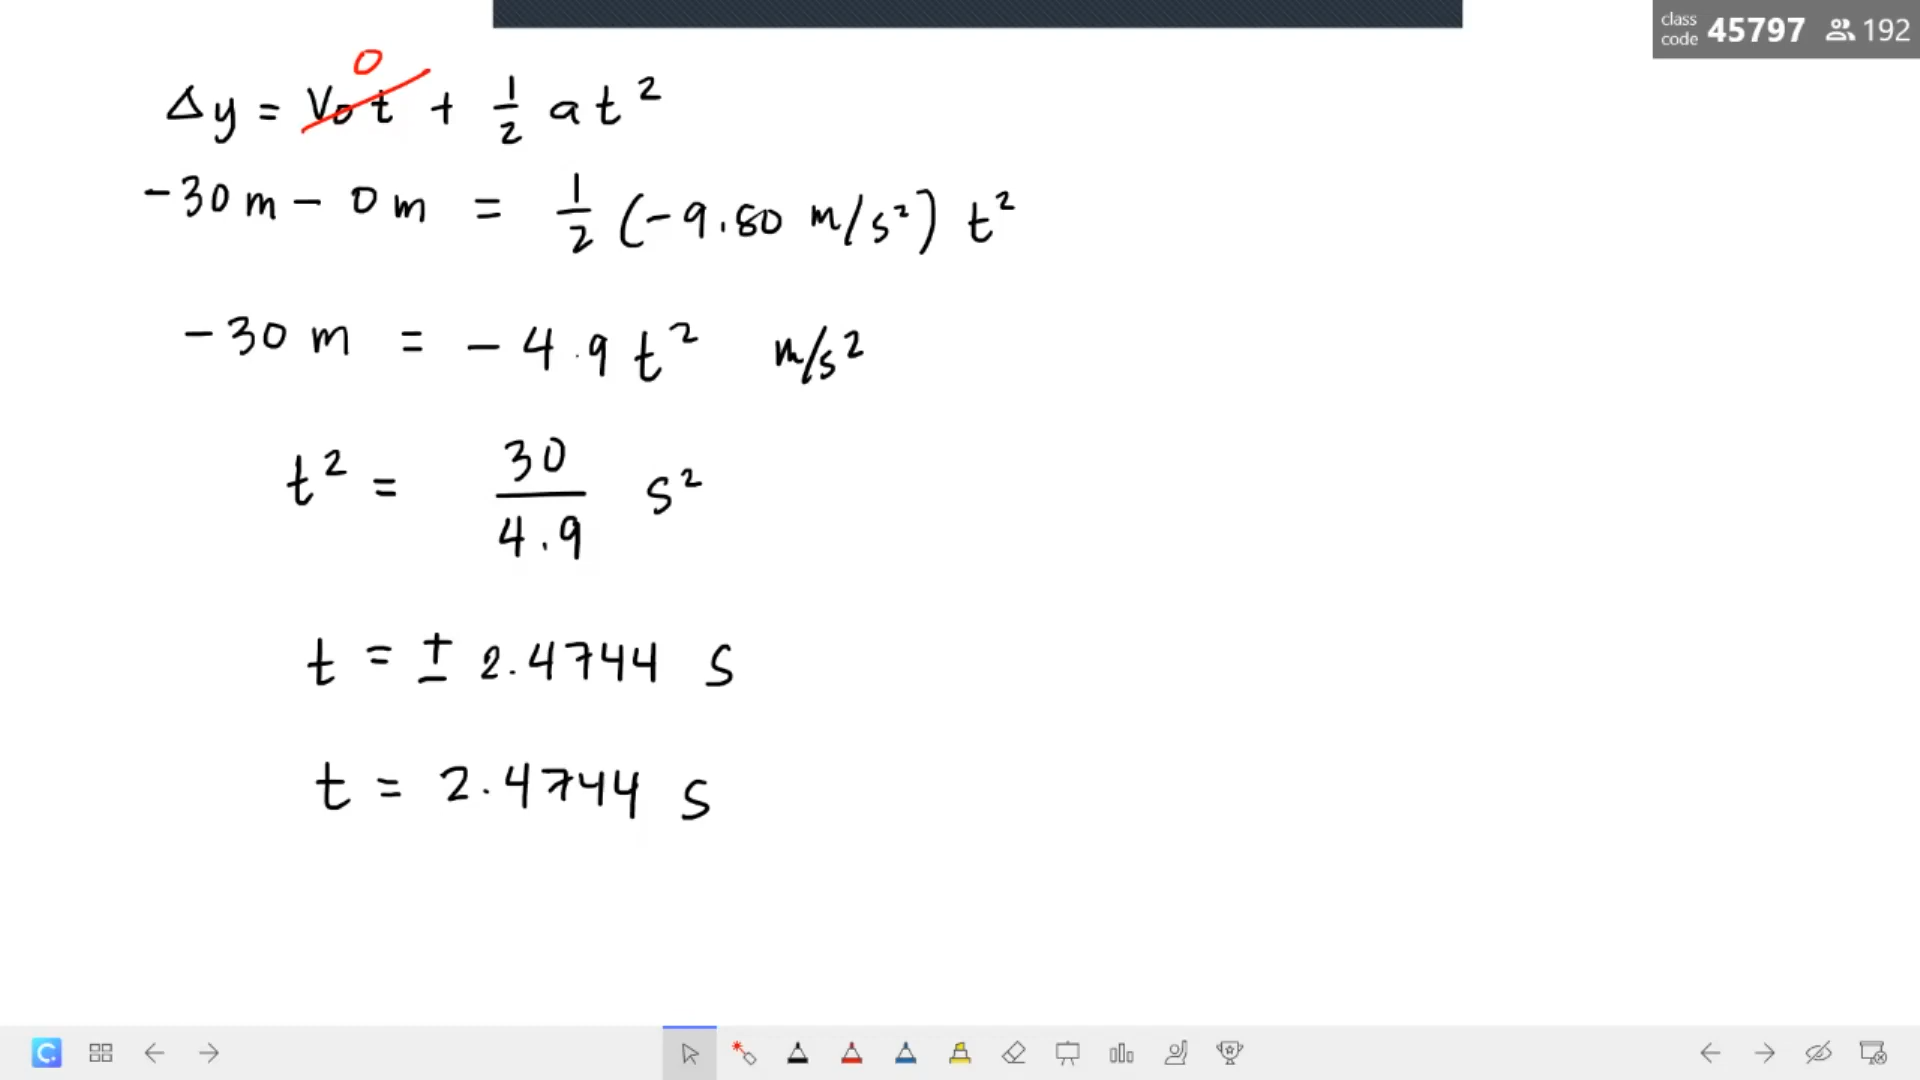 class code 45797 192
0
Δy = v₀t + 1/2 at²
-30 m - 0 m = 1/2 (-9.80 m/s²) t²
-30 m = -4.9 t² m/s²
t² = 30/4.9 s²
t = ± 2.4744 s
t = 2.4744 s